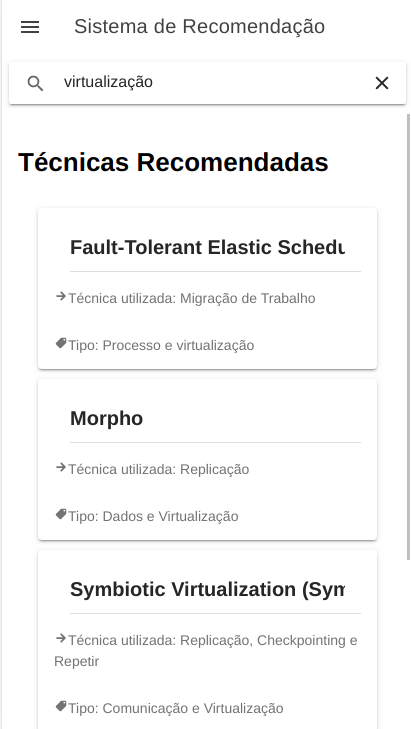 Sistema de Recomendação
virtualização
Técnicas Recomendadas
Fault-Tolerant Elastic Schedu
Técnica utilizada: Migração de Trabalho
Tipo: Processo e virtualização
Morpho
Técnica utilizada: Replicação
Tipo: Dados e Virtualização
Symbiotic Virtualization (Sym
Técnica utilizada: Replicação, Checkpointing e
Repetir
Tipo: Comunicação e Virtualização